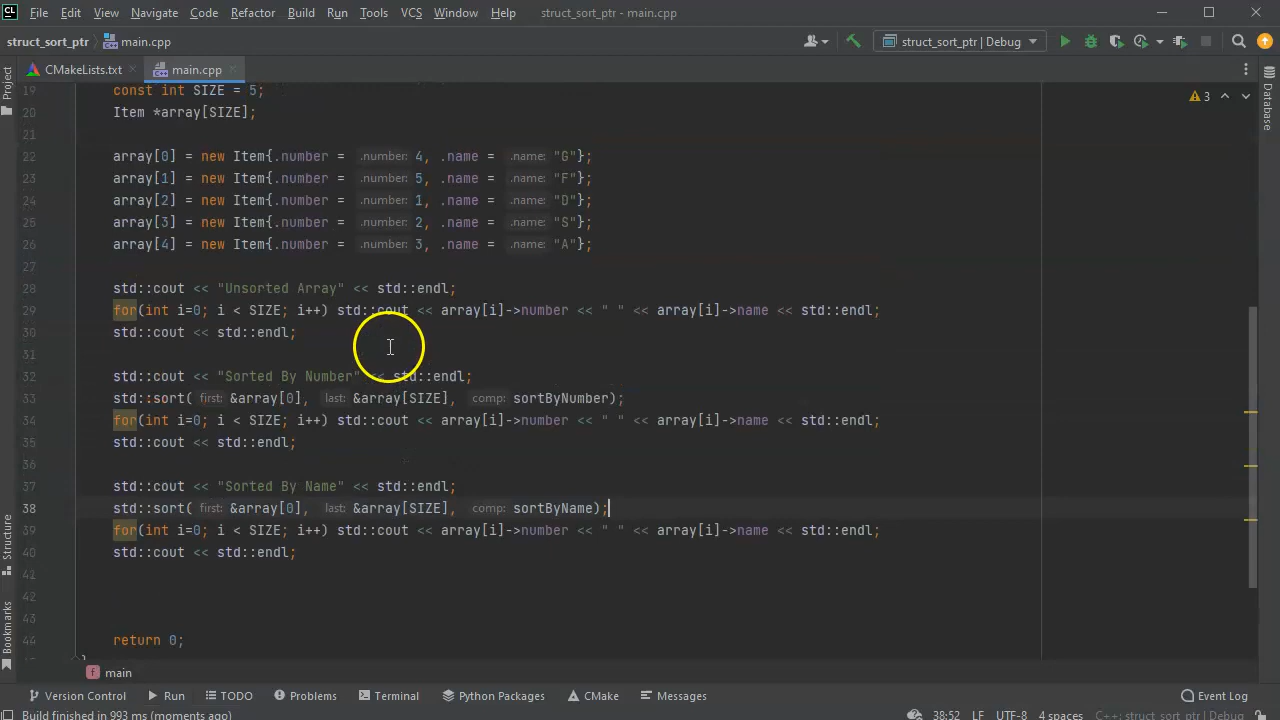 CL File Edit View Navigate Code Refactor Build Run Tools VCS Window Help struct_sort_ptr - main.cpp
struct_sort_ptr main.cpp struct_sort_ptr | Debug
CMakeLists.txt main.cpp
Project
Database
3
19 const int SIZE = 5;
20 Item *array[SIZE];
21
22 array[0] = new Item{.number = .number: 4, .name = .name: "G"};
23 array[1] = new Item{.number = .number: 5, .name = .name: "F"};
24 array[2] = new Item{.number = .number: 1, .name = .name: "D"};
25 array[3] = new Item{.number = .number: 2, .name = .name: "S"};
26 array[4] = new Item{.number = .number: 3, .name = .name: "A"};
27
28 std::cout << "Unsorted Array" << std::endl;
29 for(int i=0; i < SIZE; i++) std::cout << array[i]->number << " " << array[i]->name << std::endl;
30 std::cout << std::endl;
31
32 std::cout << "Sorted By Number" << std::endl;
33 std::sort( first: &array[0], last: &array[SIZE], comp: sortByNumber);
34 for(int i=0; i < SIZE; i++) std::cout << array[i]->number << " " << array[i]->name << std::endl;
35 std::cout << std::endl;
36
37 std::cout << "Sorted By Name" << std::endl;
38 std::sort( first: &array[0], last: &array[SIZE], comp: sortByName);
39 for(int i=0; i < SIZE; i++) std::cout << array[i]->number << " " << array[i]->name << std::endl;
40 std::cout << std::endl;
41
42
43
44 return 0;
}
Structure
Bookmarks
f main
Version Control Run TODO Problems Terminal Python Packages CMake Messages Event Log
Build finished in 993 ms (moments ago) 38:52 LF UTF-8 4 spaces C++: struct_sort_ptr | Debug